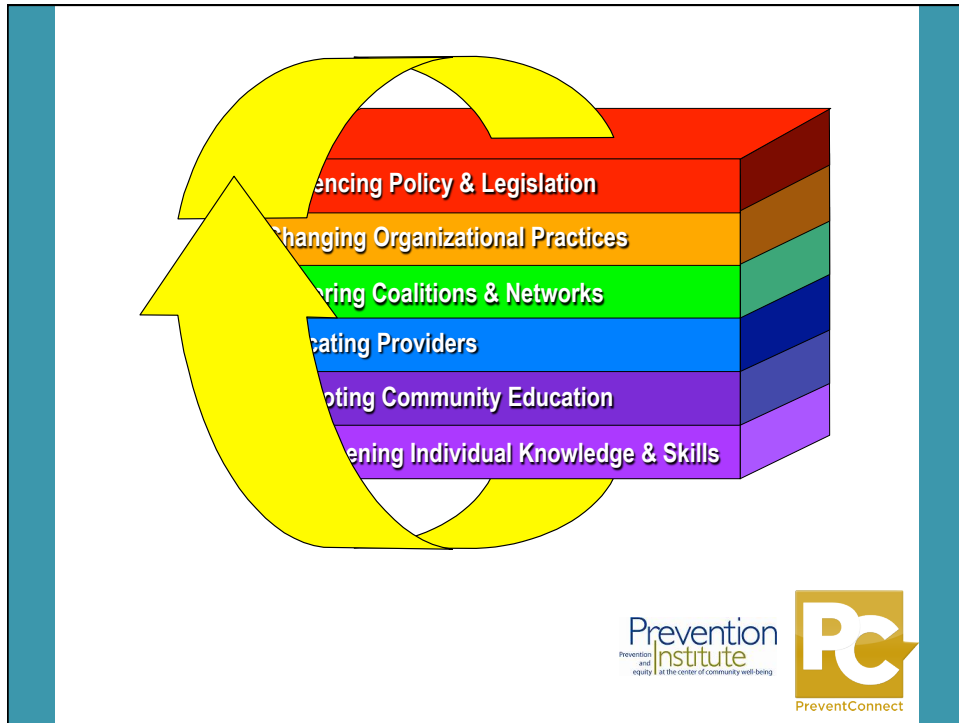 encing Policy & Legislation
Changing Organizational Practices
ering Coalitions & Networks
cating Providers
oting Community Education
ening Individual Knowledge & Skills
Prevention
Institute
Prevention
and
equity at the center of community well-being
PC
PreventConnect